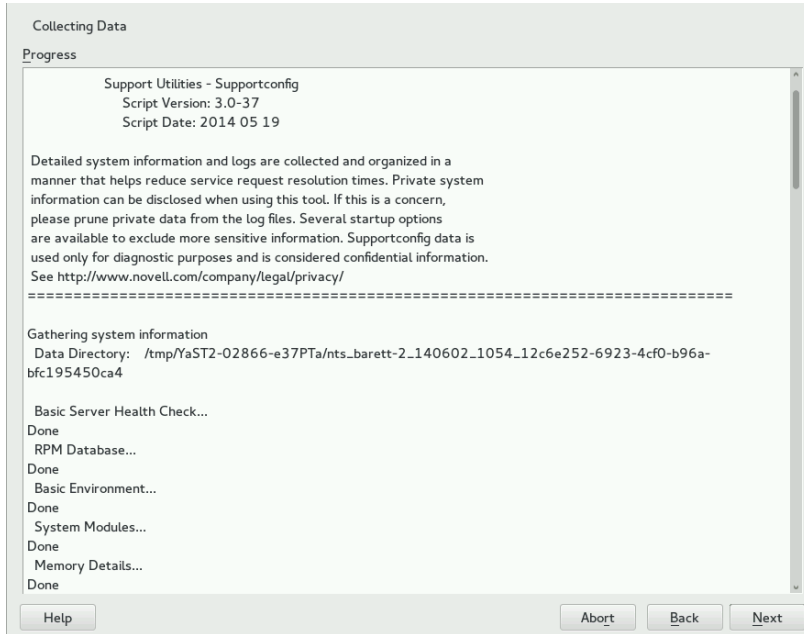 Collecting Data
Progress
Support Utilities - Supportconfig
Script Version: 3.0-37
Script Date: 2014 05 19
Detailed system information and logs are collected and organized in a
manner that helps reduce service request resolution times. Private system
information can be disclosed when using this tool. If this is a concern,
please prune private data from the log files. Several startup options
are available to exclude more sensitive information. Supportconfig data is
used only for diagnostic purposes and is considered confidential information.
See http://www.novell.com/company/legal/privacy/
=============================================================================
Gathering system information
Data Directory: /tmp/YaST2-02866-e37PTa/nts_barett-2_140602_1054_12c6e252-6923-4cf0-b96a-
bfc195450ca4
Basic Server Health Check...
Done
RPM Database...
Done
Basic Environment...
Done
System Modules...
Done
Memory Details...
Done
Help
Abort
Back
Next